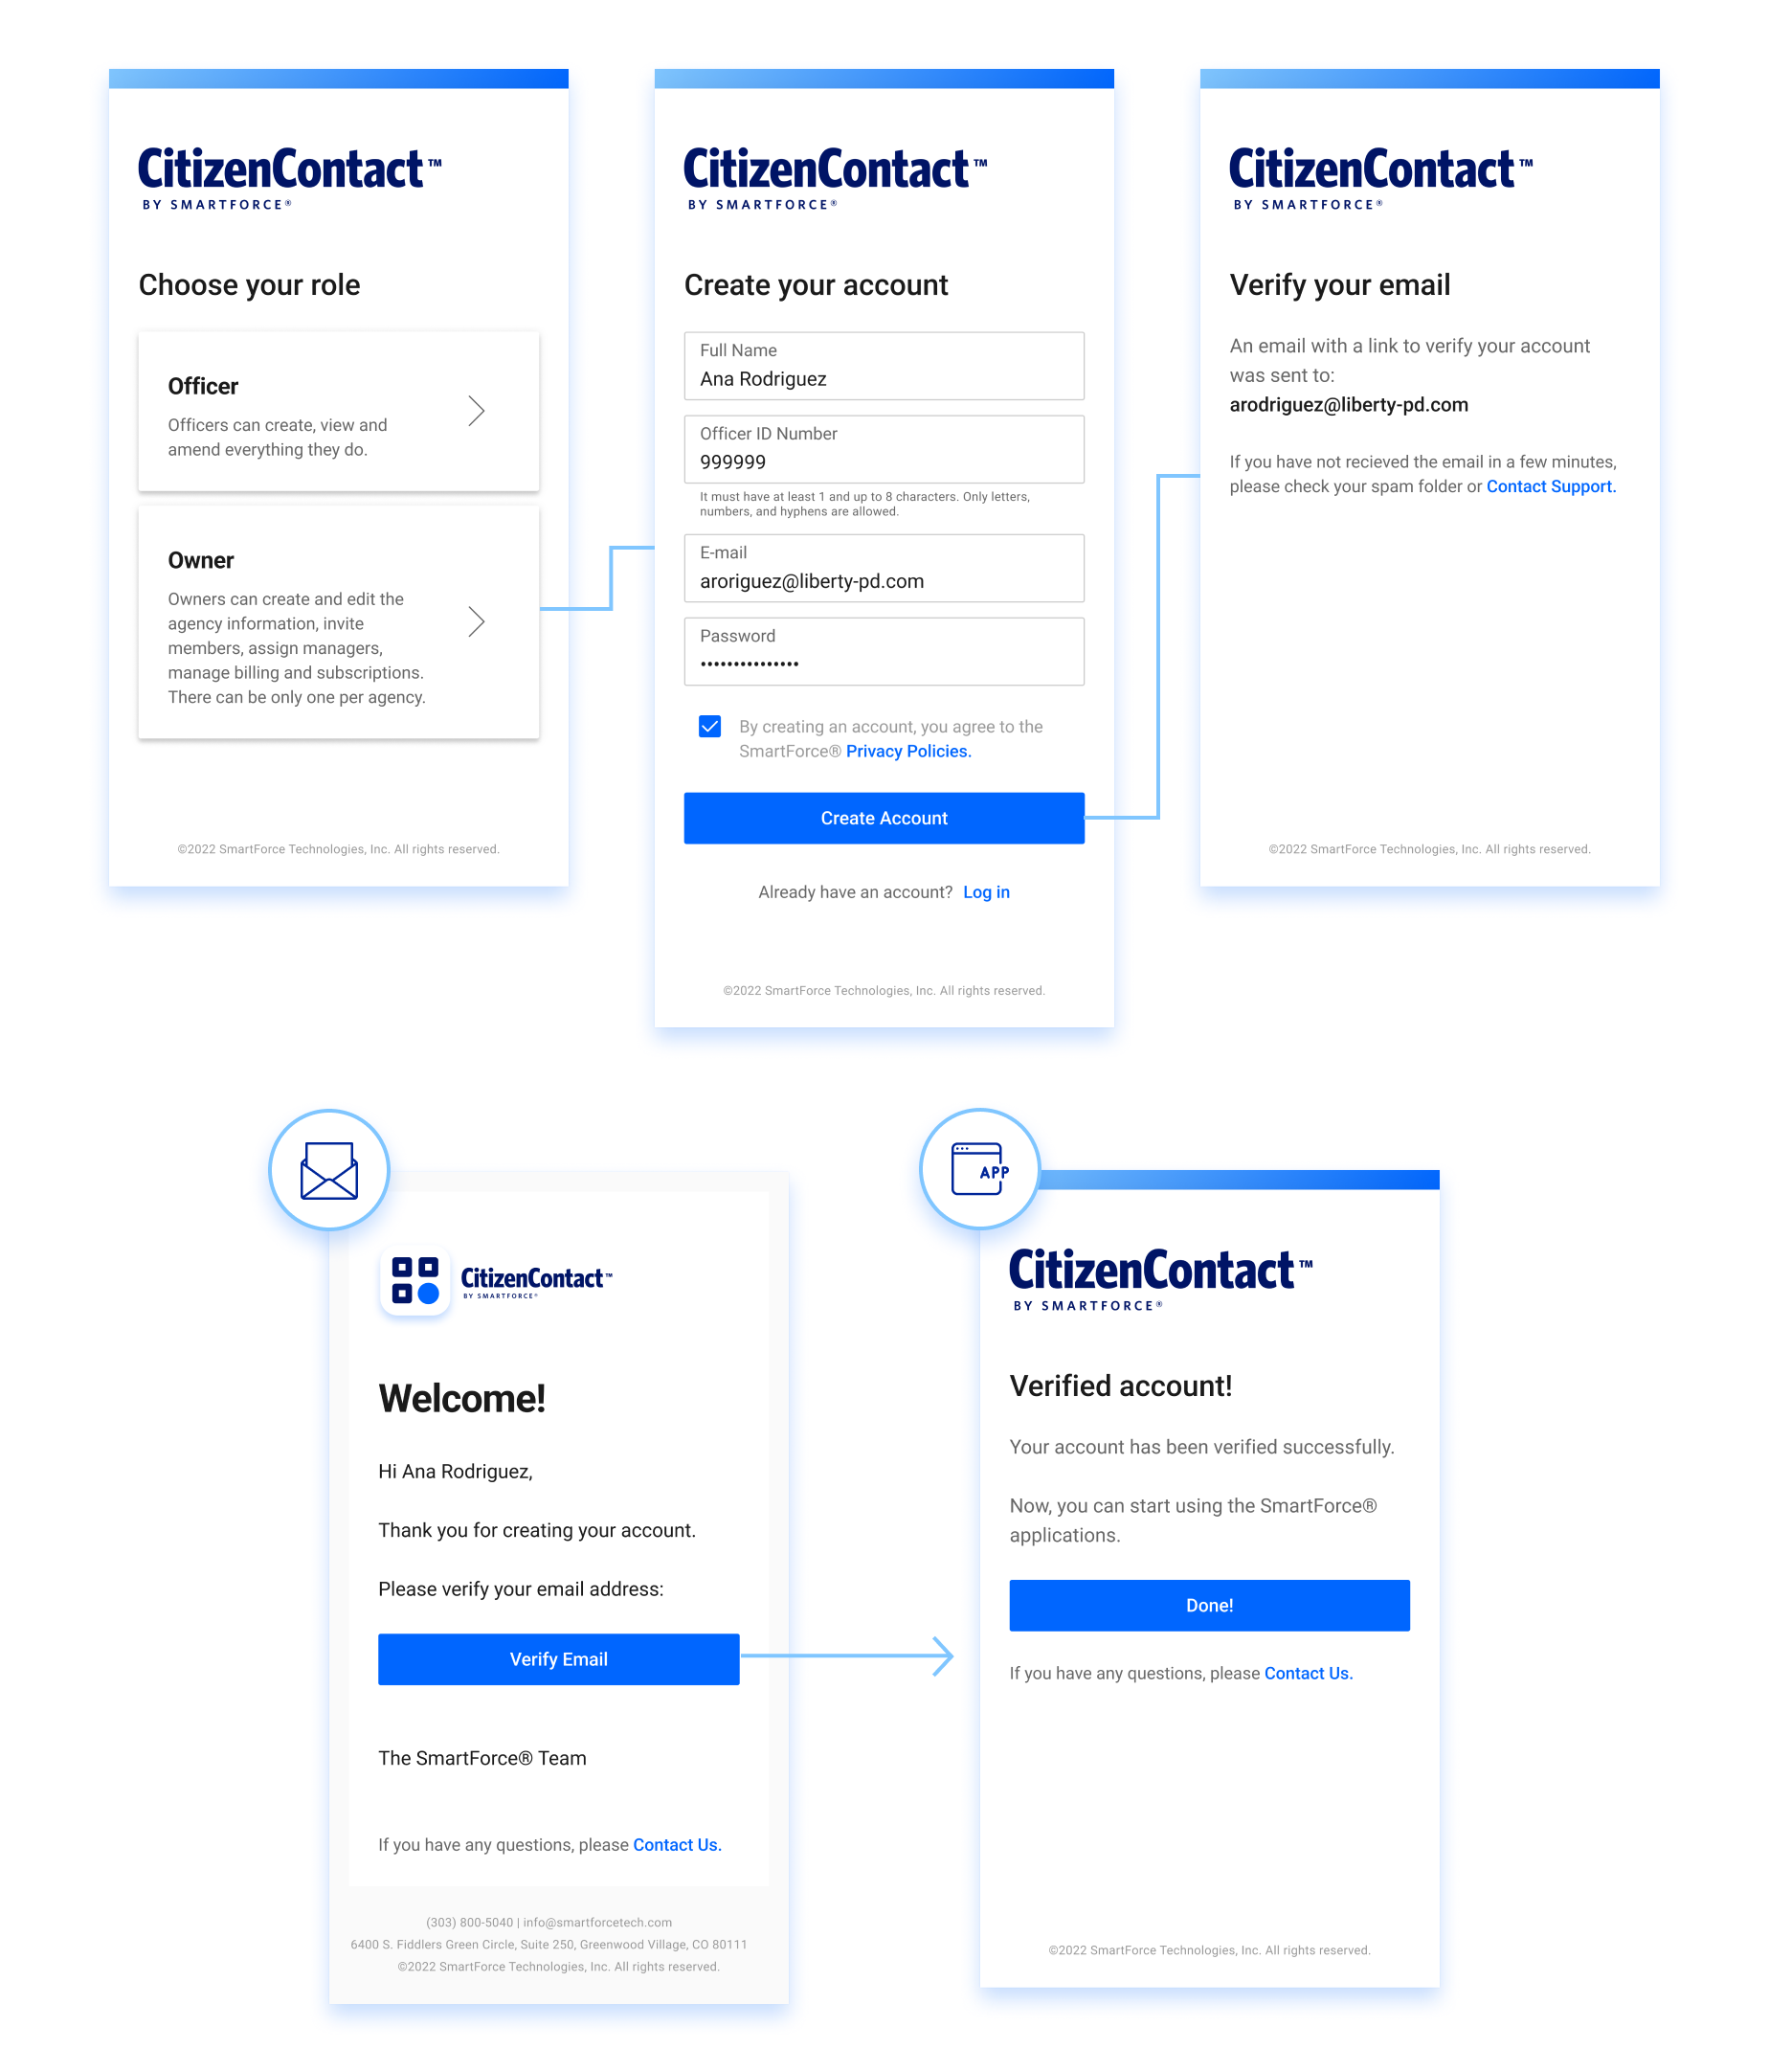 CitizenContact™
BY SMARTFORCE®
Choose your role
Officer
Officers can create, view and
amend everything they do.
Owner
Owners can create and edit the
agency information, invite
members, assign managers,
manage billing and subscriptions.
There can be only one per agency.
©2022 SmartForce Technologies, Inc. All rights reserved.
CitizenContact™
BY SMARTFORCE®
Create your account
Full Name
Ana Rodriguez
Officer ID Number
999999
It must have at least 1 and up to 8 characters. Only letters,
numbers, and hyphens are allowed.
E-mail
aroriguez@liberty-pd.com
Password
•••••••••••••••
By creating an account, you agree to the
SmartForce® Privacy Policies.
Create Account
Already have an account? Log in
©2022 SmartForce Technologies, Inc. All rights reserved.
CitizenContact™
BY SMARTFORCE®
Verify your email
An email with a link to verify your account
was sent to:
arodriguez@liberty-pd.com
If you have not recieved the email in a few minutes,
please check your spam folder or Contact Support.
©2022 SmartForce Technologies, Inc. All rights reserved.
CitizenContact™
BY SMARTFORCE®
Welcome!
Hi Ana Rodriguez,
Thank you for creating your account.
Please verify your email address:
Verify Email
The SmartForce® Team
If you have any questions, please Contact Us.
(303) 800-5040 | info@smartforcetech.com
6400 S. Fiddlers Green Circle, Suite 250, Greenwood Village, CO 80111
©2022 SmartForce Technologies, Inc. All rights reserved.
APP
CitizenContact™
BY SMARTFORCE®
Verified account!
Your account has been verified successfully.
Now, you can start using the SmartForce®
applications.
Done!
If you have any questions, please Contact Us.
©2022 SmartForce Technologies, Inc. All rights reserved.